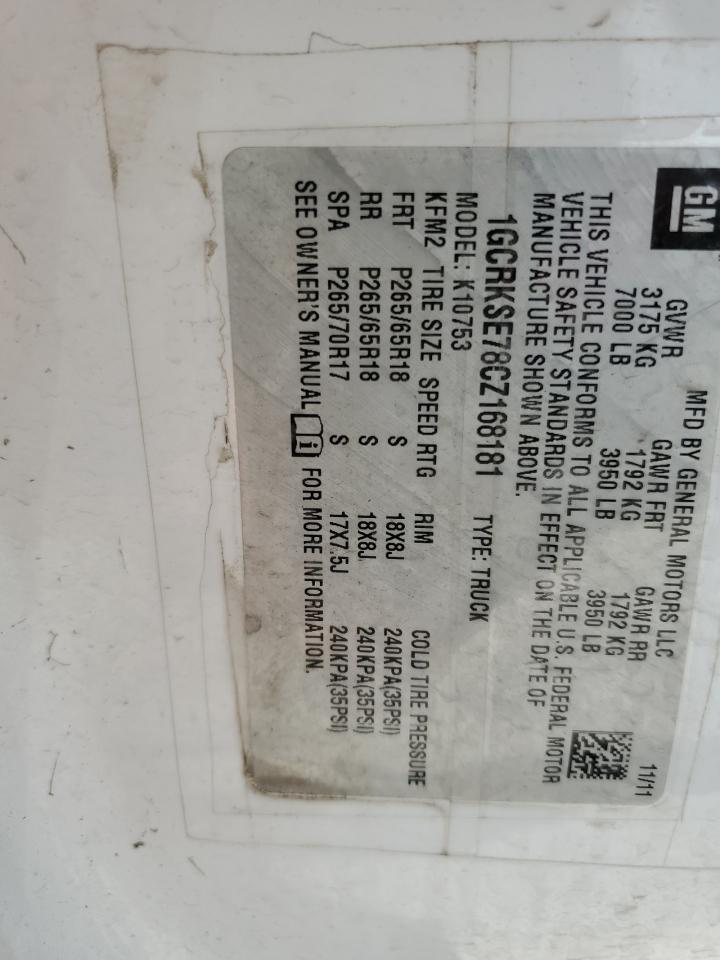 GM
MFD BY GENERAL MOTORS LLC 11/11
GVWR GAWR FRT GAWR RR
3175 KG 1792 KG 1792 KG
7000 LB 3950 LB 3950 LB
THIS VEHICLE CONFORMS TO ALL APPLICABLE U.S. FEDERAL MOTOR
VEHICLE SAFETY STANDARDS IN EFFECT ON THE DATE OF
MANUFACTURE SHOWN ABOVE.
1GCRKSE78CZ168181 TYPE: TRUCK
MODEL: K10753
KFM2 TIRE SIZE SPEED RTG RIM COLD TIRE PRESSURE
FRT P265/65R18 S 18X8J 240KPA(35PSI)
RR P265/65R18 S 18X8J 240KPA(35PSI)
SPA P265/70R17 S 17X7.5J 240KPA(35PSI)
SEE OWNER'S MANUAL FOR MORE INFORMATION.